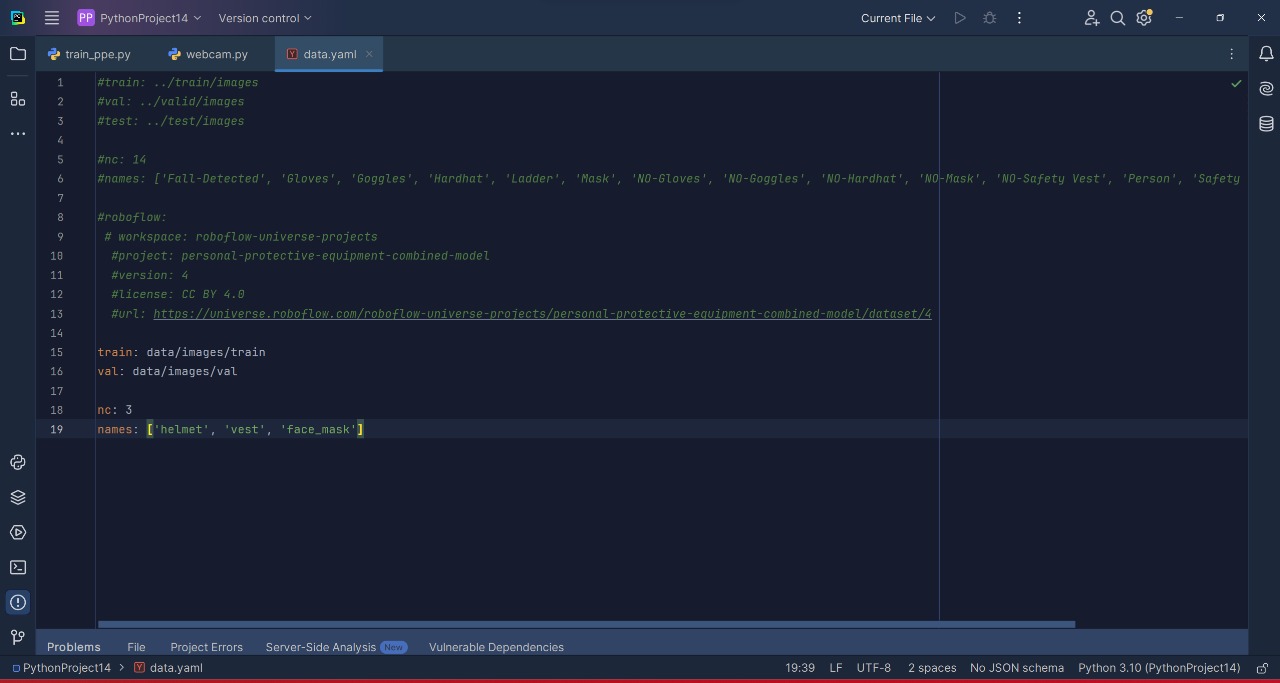 PP PythonProject14 Version control Current File
train_ppe.py webcam.py data.yaml
1 #train: ../train/images
2 #val: ../valid/images
3 #test: ../test/images
4
5 #nc: 14
6 #names: ['Fall-Detected', 'Gloves', 'Goggles', 'Hardhat', 'Ladder', 'Mask', 'NO-Gloves', 'NO-Goggles', 'NO-Hardhat', 'NO-Mask', 'NO-Safety Vest', 'Person', 'Safety
7
8 #roboflow:
9 # workspace: roboflow-universe-projects
10 #project: personal-protective-equipment-combined-model
11 #version: 4
12 #license: CC BY 4.0
13 #url: https://universe.roboflow.com/roboflow-universe-projects/personal-protective-equipment-combined-model/dataset/4
14
15 train: data/images/train
16 val: data/images/val
17
18 nc: 3
19 names: ['helmet', 'vest', 'face_mask']
Problems File Project Errors Server-Side Analysis New Vulnerable Dependencies
PythonProject14 > data.yaml 19:39 LF UTF-8 2 spaces No JSON schema Python 3.10 (PythonProject14)